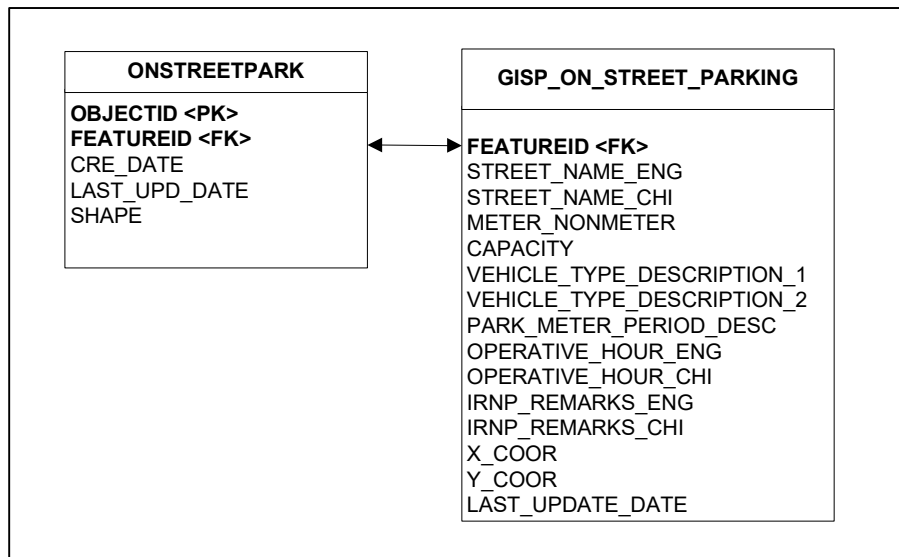 ONSTREETPARK
OBJECTID <PK>
FEATUREID <FK>
CRE_DATE
LAST_UPD_DATE
SHAPE
GISP_ON_STREET_PARKING
FEATUREID <FK>
STREET_NAME_ENG
STREET_NAME_CHI
METER_NONMETER
CAPACITY
VEHICLE_TYPE_DESCRIPTION_1
VEHICLE_TYPE_DESCRIPTION_2
PARK_METER_PERIOD_DESC
OPERATIVE_HOUR_ENG
OPERATIVE_HOUR_CHI
IRNP_REMARKS_ENG
IRNP_REMARKS_CHI
X_COOR
Y_COOR
LAST_UPDATE_DATE